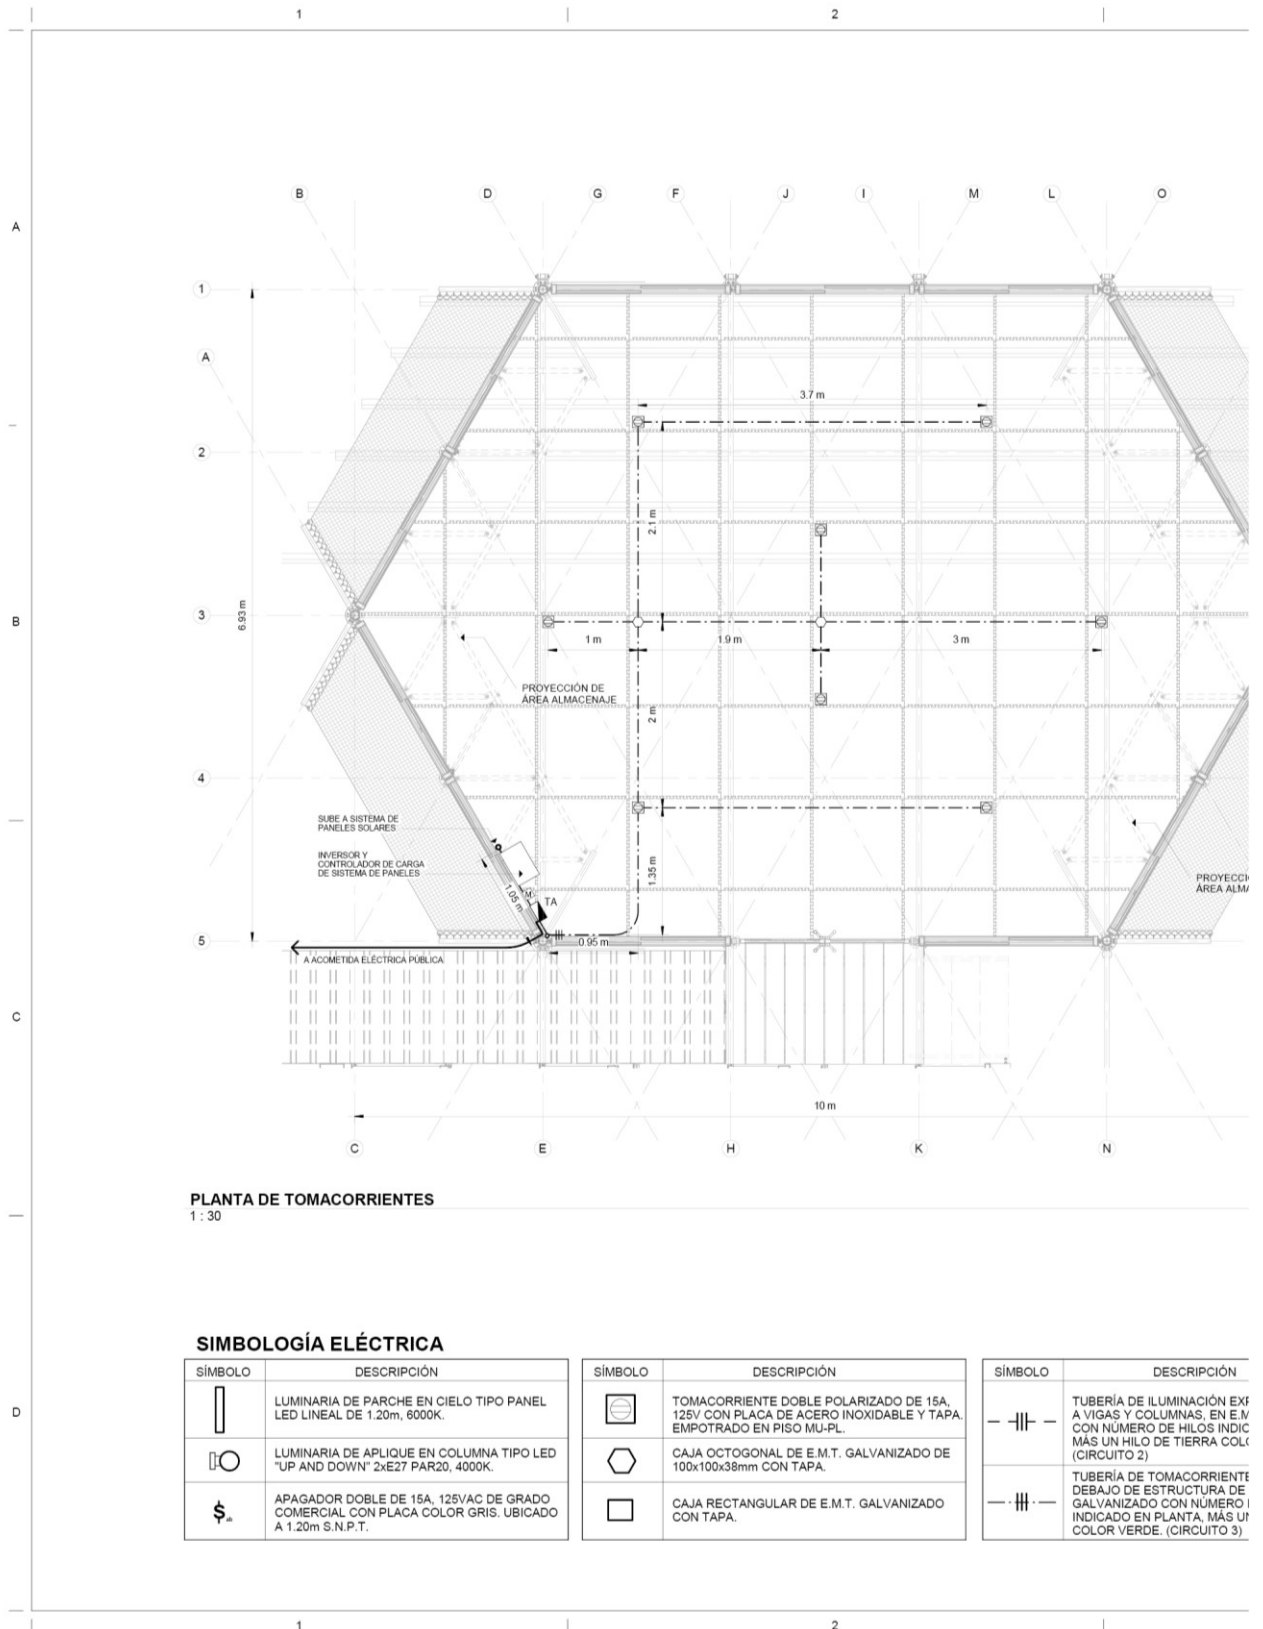 1
2
A
B
D
G
F
J
I
M
L
O
1
A
3.7 m
2
2.1 m
3
B
6.93 m
1 m
1.9 m
3 m
PROYECCIÓN DE
ÁREA ALMACENAJE
2 m
4
SUBE A SISTEMA DE
PANELES SOLARES
INVERSOR Y
CONTROLADOR DE CARGA
DE SISTEMA DE PANELES
1.05 m
M
TA
1.35 m
PROYECCI
ÁREA ALMA
5
0.95 m
A ACOMETIDA ELÉCTRICA PÚBLICA
C
10 m
C
E
H
K
N
PLANTA DE TOMACORRIENTES
1 : 30
SIMBOLOGÍA ELÉCTRICA
SÍMBOLO DESCRIPCIÓN
LUMINARIA DE PARCHE EN CIELO TIPO PANEL
LED LINEAL DE 1.20m, 6000K.
LUMINARIA DE APLIQUE EN COLUMNA TIPO LED
"UP AND DOWN" 2xE27 PAR20, 4000K.
$ab
APAGADOR DOBLE DE 15A, 125VAC DE GRADO
COMERCIAL CON PLACA COLOR GRIS. UBICADO
A 1.20m S.N.P.T.
SÍMBOLO DESCRIPCIÓN
TOMACORRIENTE DOBLE POLARIZADO DE 15A,
125V CON PLACA DE ACERO INOXIDABLE Y TAPA.
EMPOTRADO EN PISO MU-PL.
CAJA OCTOGONAL DE E.M.T. GALVANIZADO DE
100x100x38mm CON TAPA.
CAJA RECTANGULAR DE E.M.T. GALVANIZADO
CON TAPA.
SÍMBOLO DESCRIPCIÓN
TUBERÍA DE ILUMINACIÓN EXP
A VIGAS Y COLUMNAS, EN E.M
CON NÚMERO DE HILOS INDIC
MÁS UN HILO DE TIERRA COLO
(CIRCUITO 2)
TUBERÍA DE TOMACORRIENTE
DEBAJO DE ESTRUCTURA DE
GALVANIZADO CON NÚMERO
INDICADO EN PLANTA, MÁS UN
COLOR VERDE. (CIRCUITO 3)
D
1
2